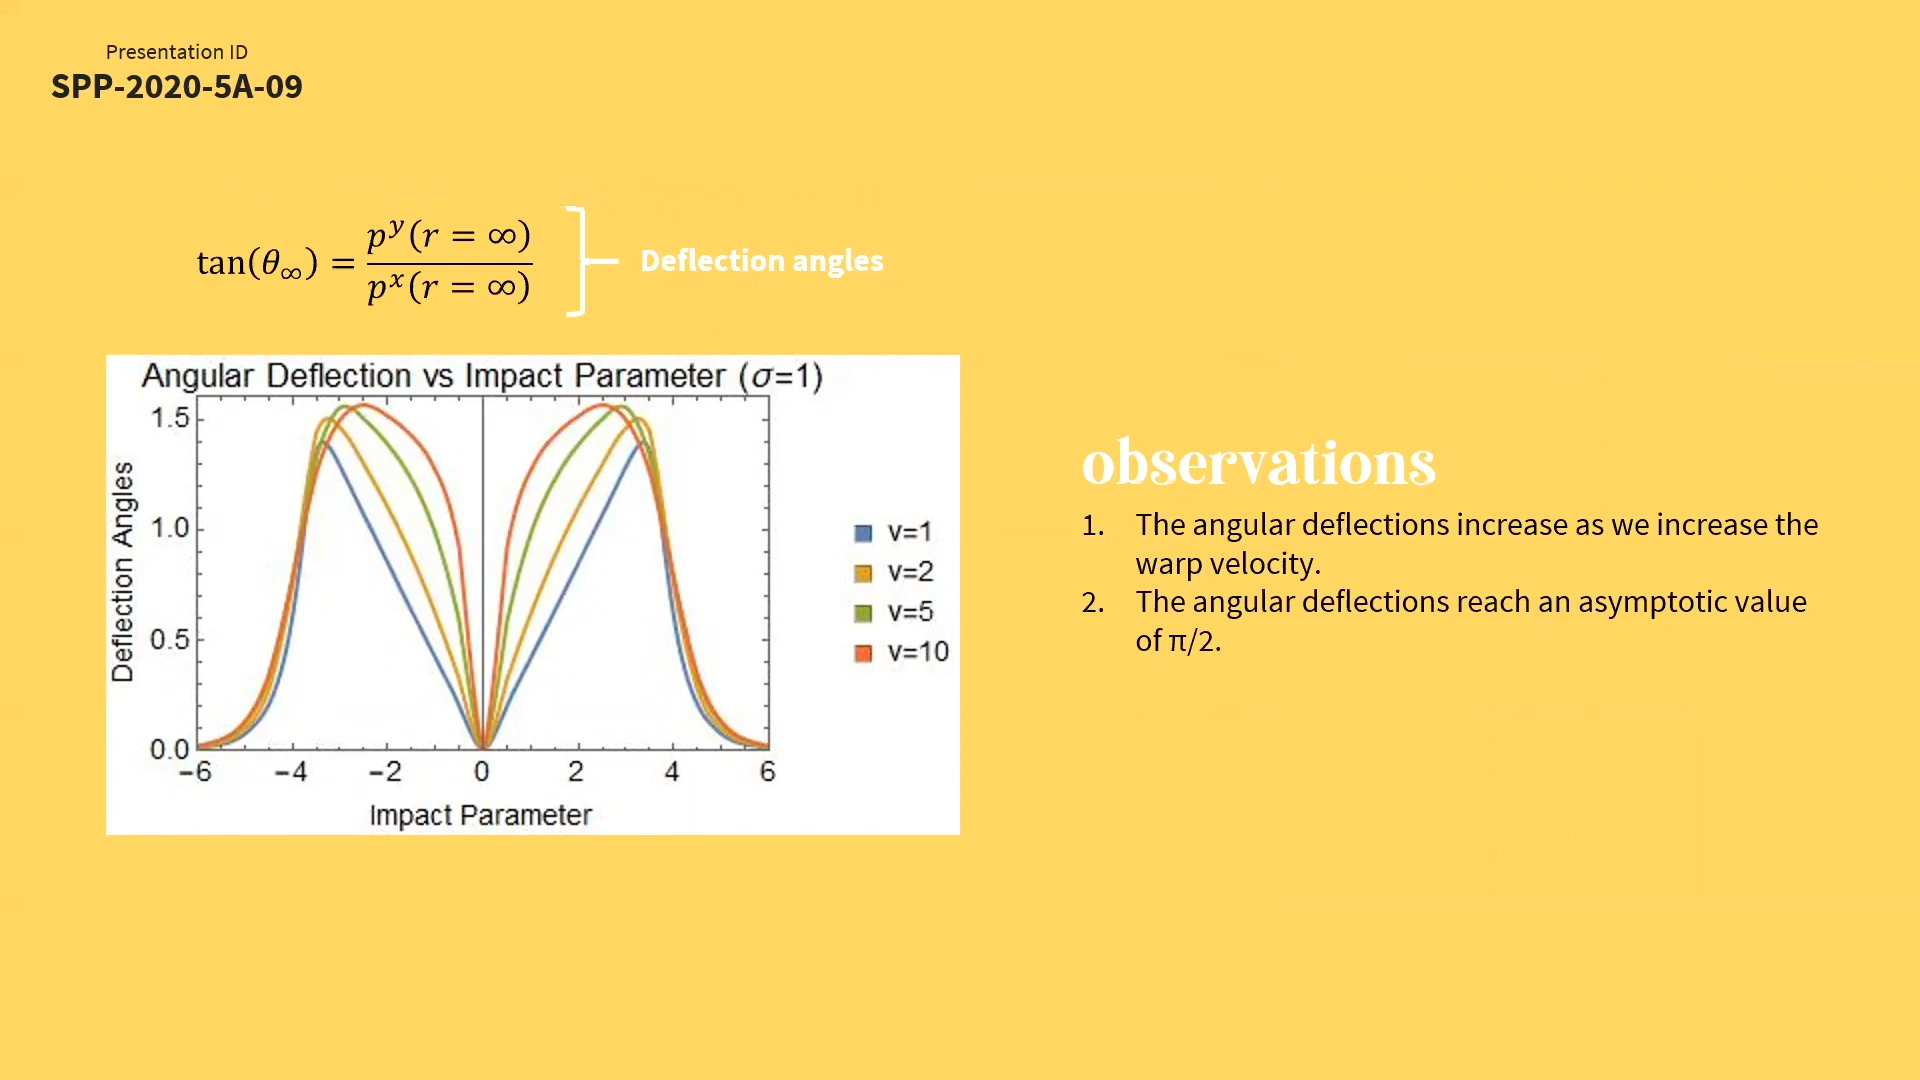 Presentation ID
SPP-2020-5A-09
tan(θ∞) = pʸ(r = ∞) / pˣ(r = ∞)
Deflection angles
Angular Deflection vs Impact Parameter (σ=1)
Deflection Angles
1.5
1.0
0.5
0.0
−6 −4 −2 0 2 4 6
Impact Parameter
v=1
v=2
v=5
v=10
observations
1. The angular deflections increase as we increase the
warp velocity.
2. The angular deflections reach an asymptotic value
of π/2.